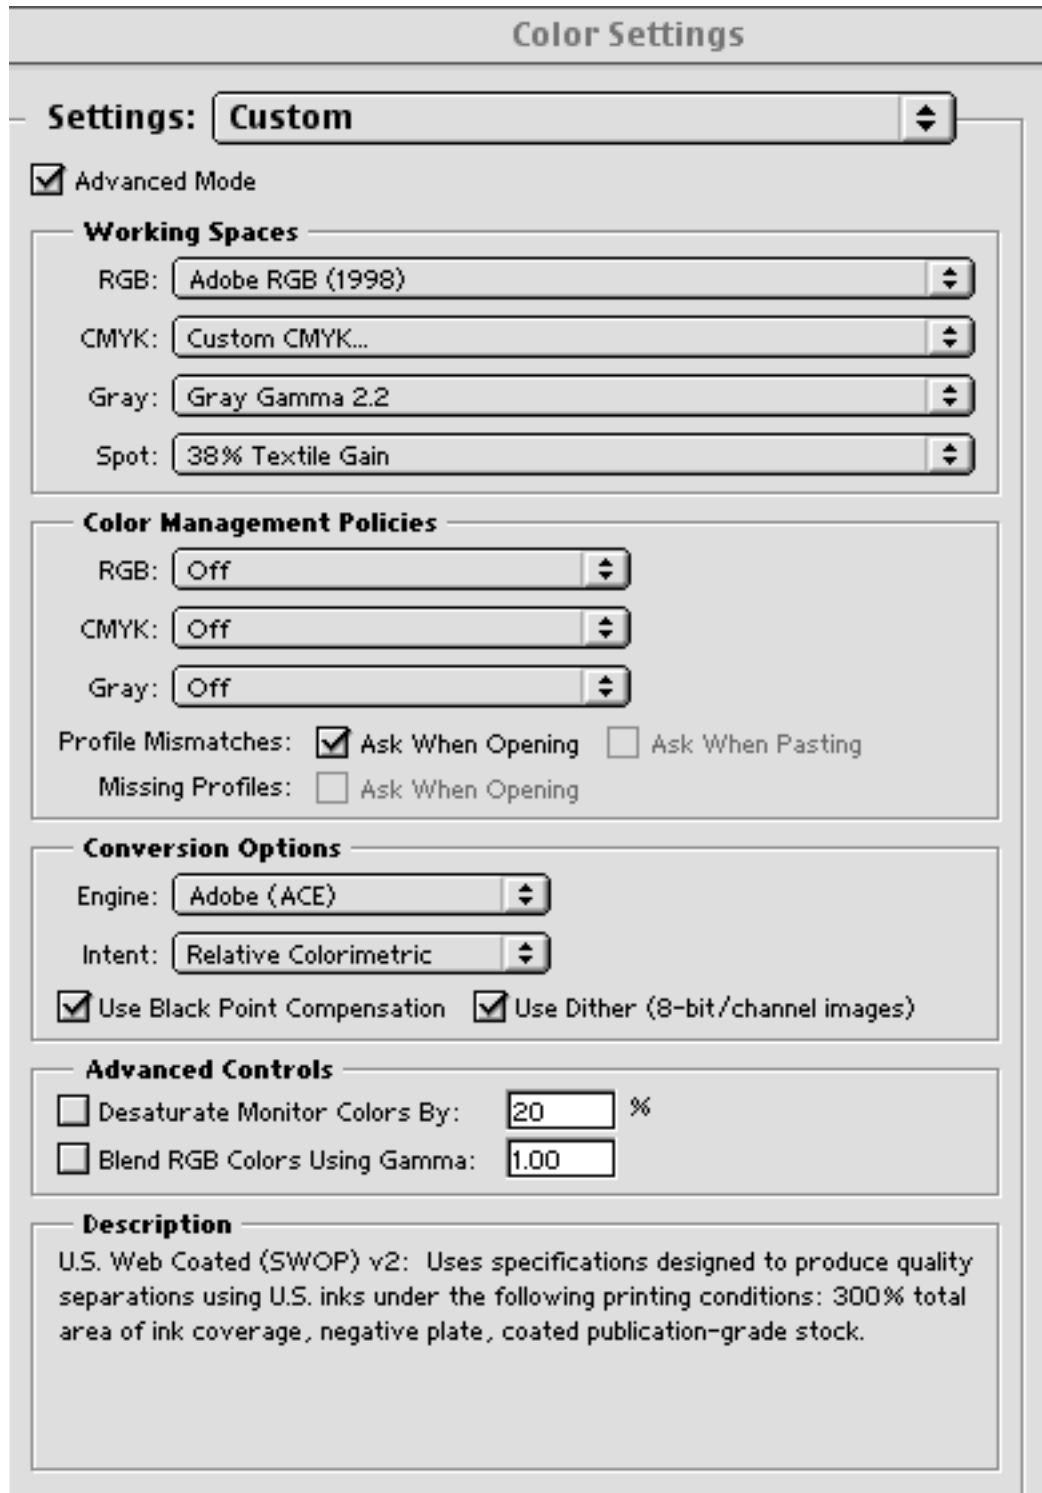 Color Settings
Settings: Custom
Advanced Mode
Working Spaces
RGB: Adobe RGB (1998)
CMYK: Custom CMYK...
Gray: Gray Gamma 2.2
Spot: 38% Textile Gain
Color Management Policies
RGB: Off
CMYK: Off
Gray: Off
Profile Mismatches: Ask When Opening Ask When Pasting
Missing Profiles: Ask When Opening
Conversion Options
Engine: Adobe (ACE)
Intent: Relative Colorimetric
Use Black Point Compensation Use Dither (8-bit/channel images)
Advanced Controls
Desaturate Monitor Colors By: 20 %
Blend RGB Colors Using Gamma: 1.00
Description
U.S. Web Coated (SWOP) v2: Uses specifications designed to produce quality
separations using U.S. inks under the following printing conditions: 300% total
area of ink coverage, negative plate, coated publication-grade stock.